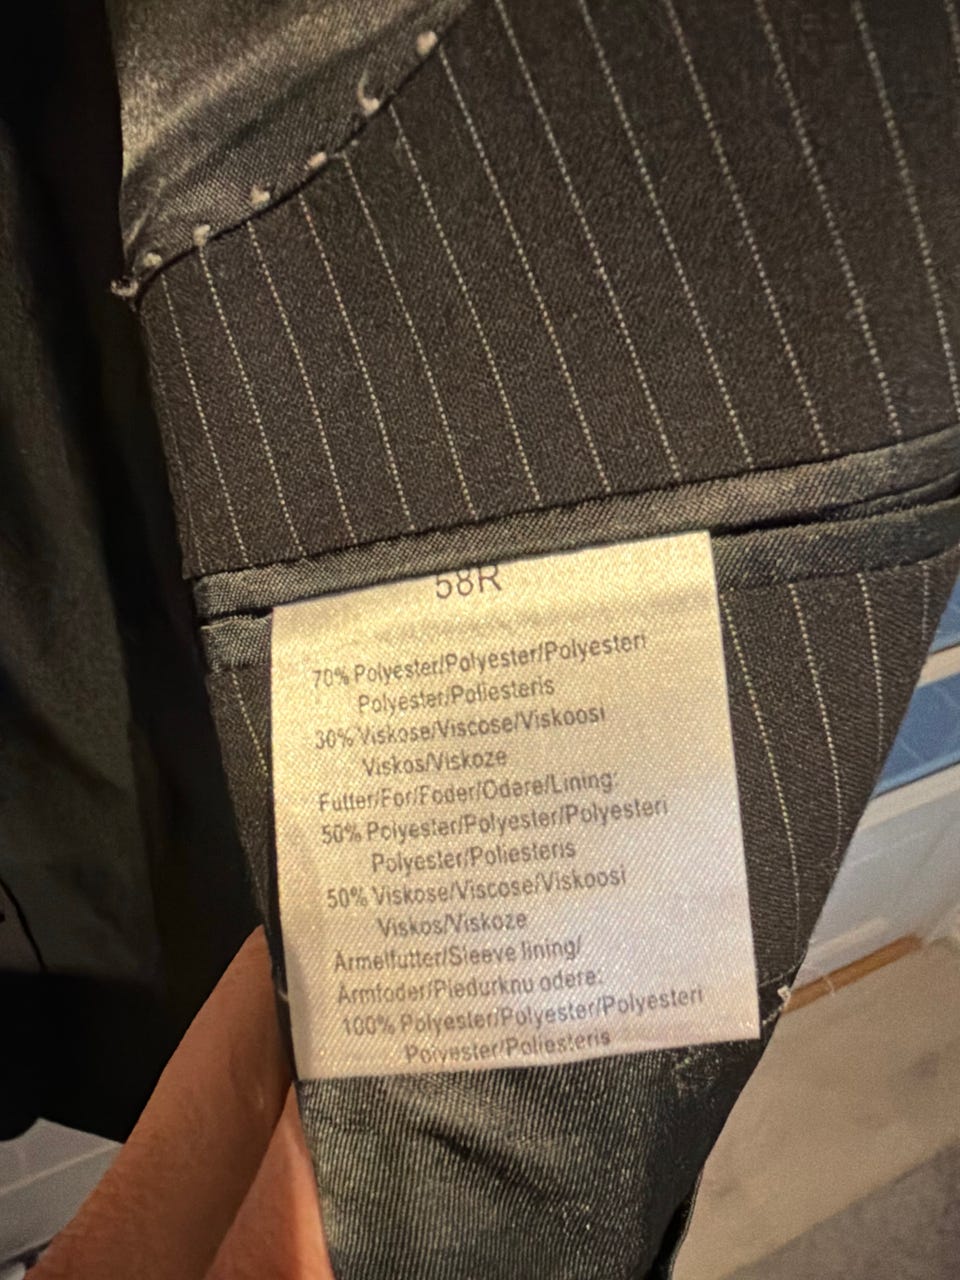 58R
70% Polyester/Polyester/Polyesteri
Polyester/Poliesteris
30% Viskose/Viscose/Viskoosi
Viskos/Viskoze
Futter/For/Foder/Odere/Lining:
50% Polyester/Polyester/Polyesteri
Polyester/Poliesteris
50% Viskose/Viscose/Viskoosi
Viskos/Viskoze
Armelfutter/Sleeve lining/
Armfoder/Piedurknu odere:
100% Polyester/Polyester/Polyesteri
Polyester/Poliesteris